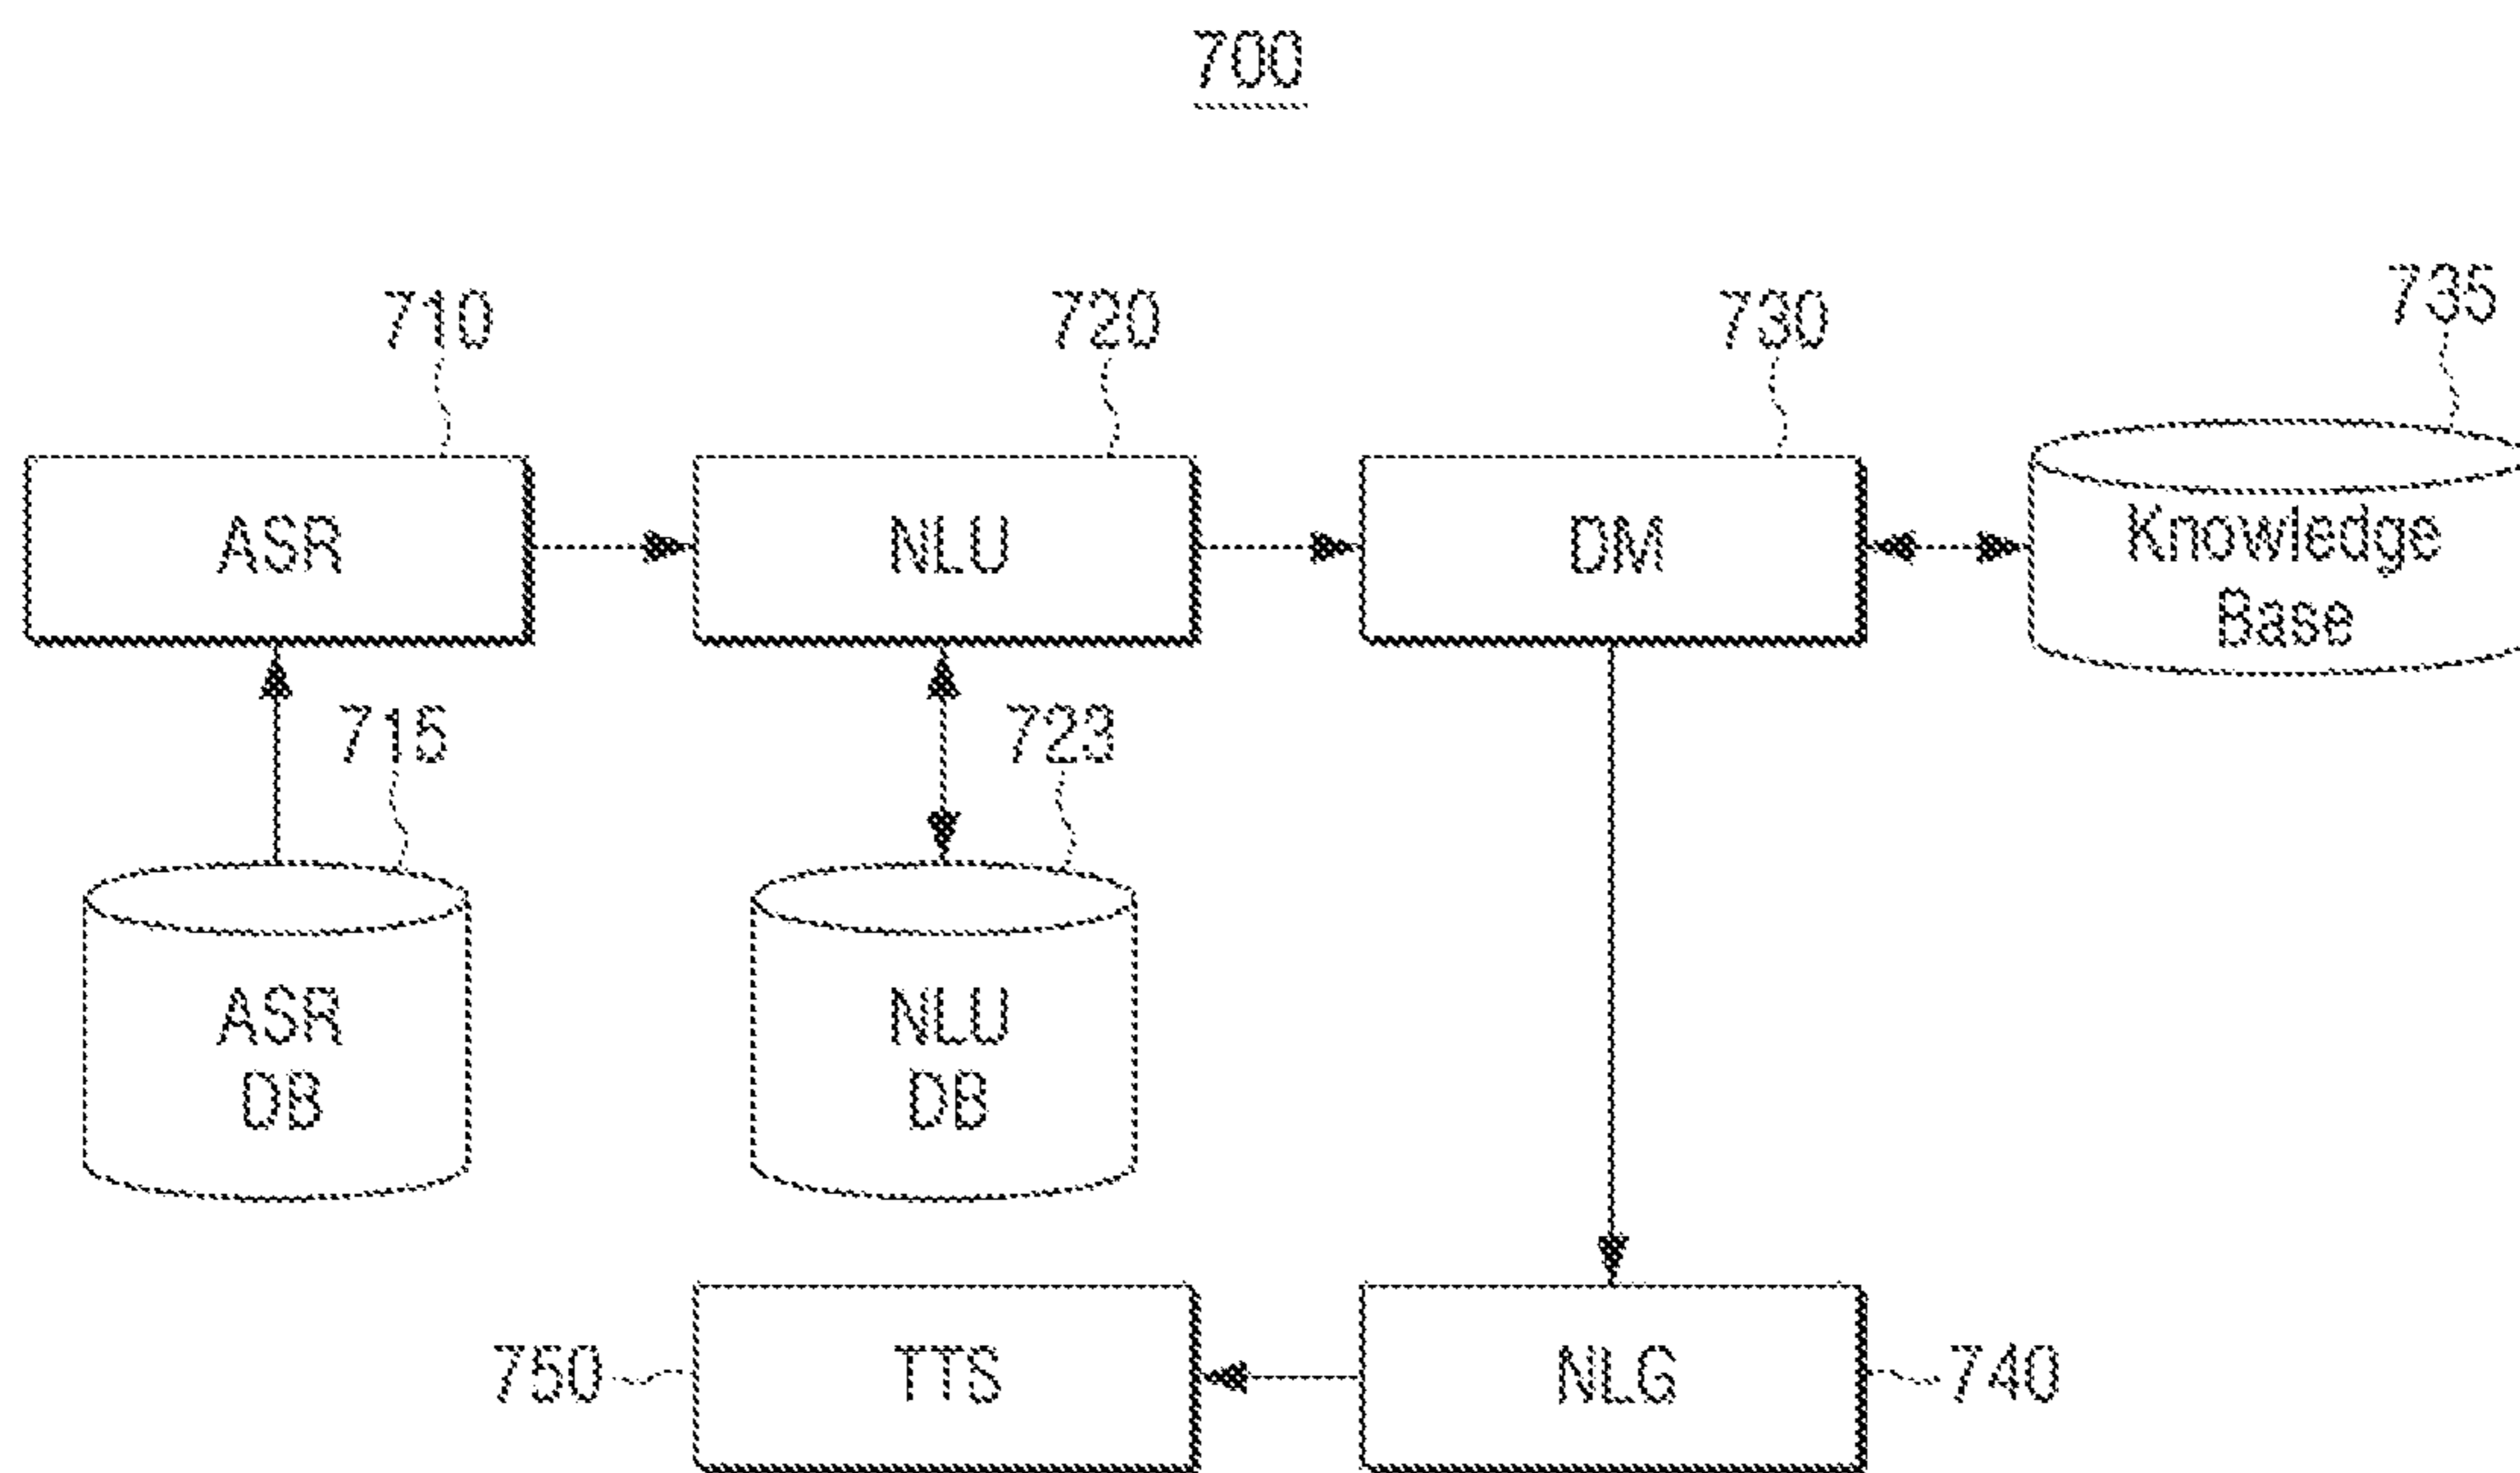 700
710
720
730
735
ASR
NLU
DM
Knowledge
Base
715
723
ASR
DB
NLU
DB
750
TTS
NLG
740